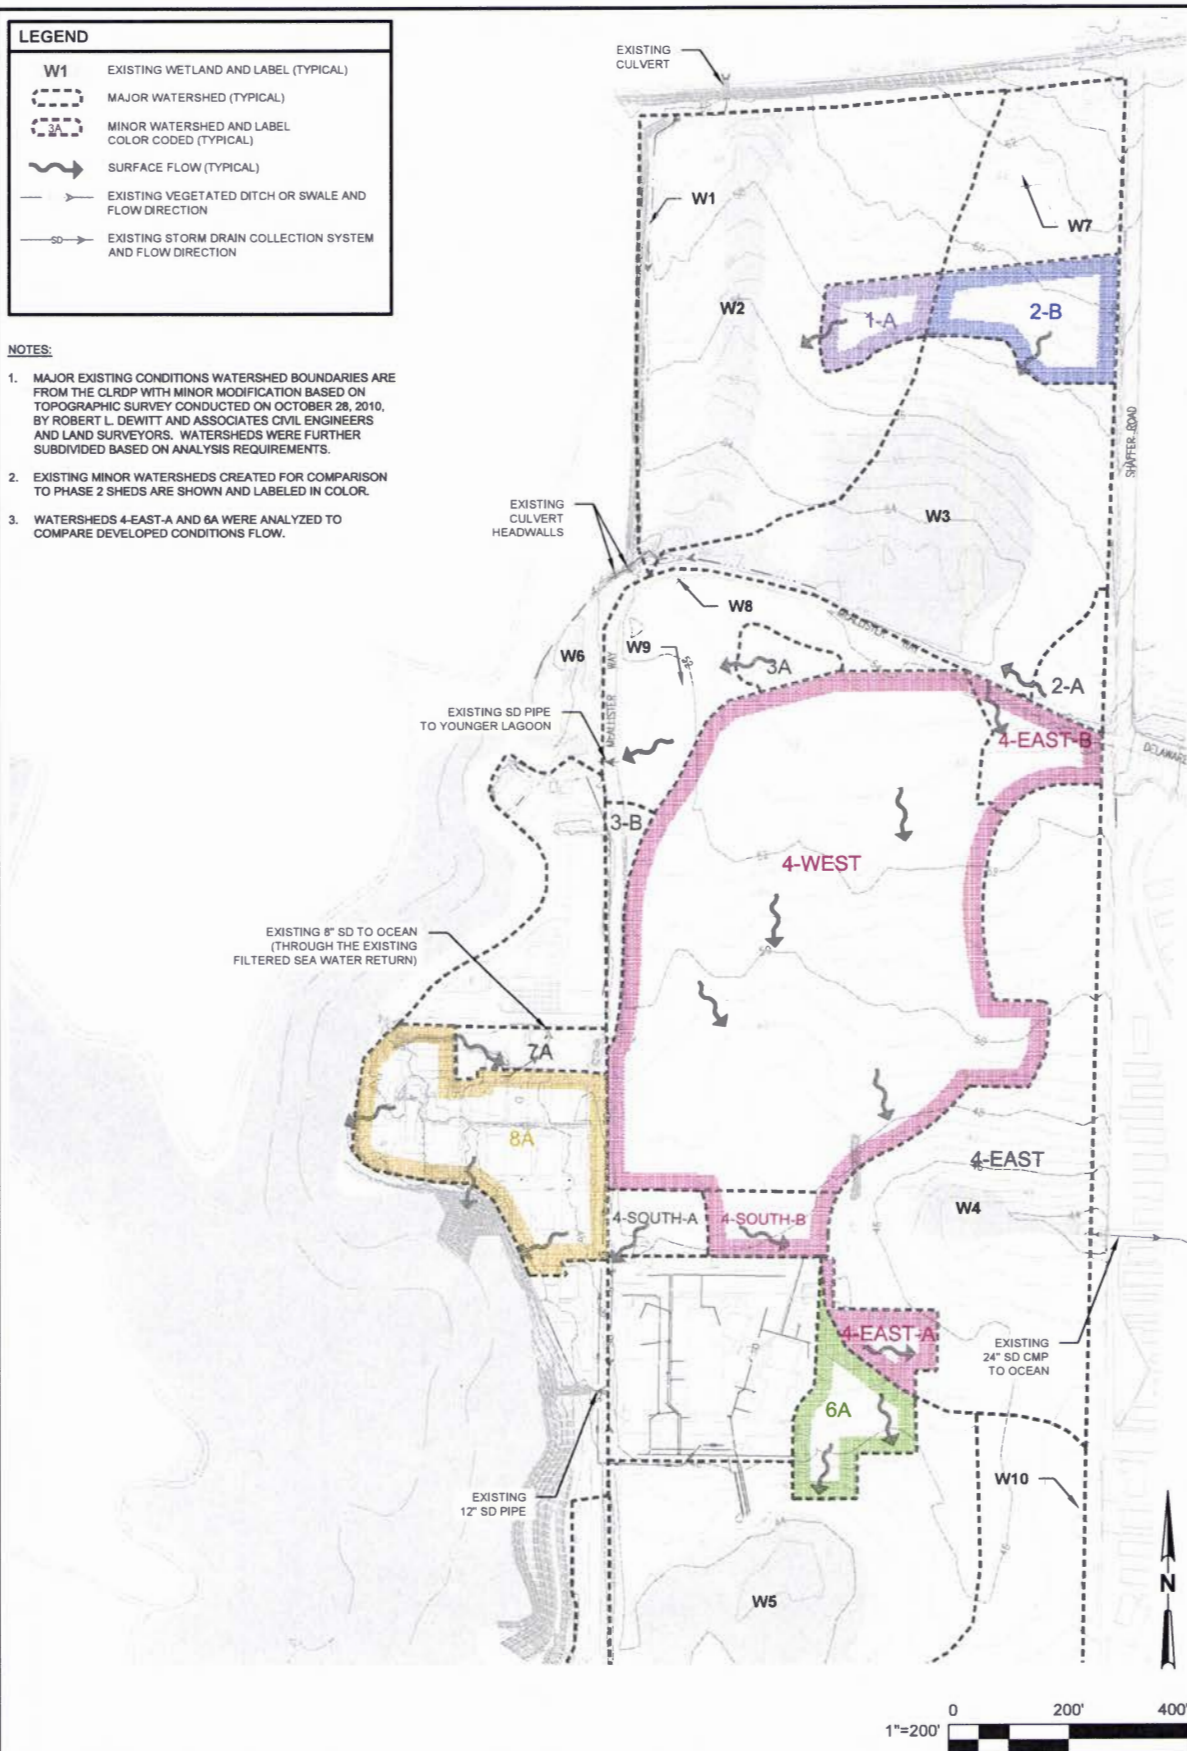 LEGEND
W1 EXISTING WETLAND AND LABEL (TYPICAL)
MAJOR WATERSHED (TYPICAL)
3A MINOR WATERSHED AND LABEL
COLOR CODED (TYPICAL)
SURFACE FLOW (TYPICAL)
EXISTING VEGETATED DITCH OR SWALE AND
FLOW DIRECTION
SD EXISTING STORM DRAIN COLLECTION SYSTEM
AND FLOW DIRECTION
NOTES:
1. MAJOR EXISTING CONDITIONS WATERSHED BOUNDARIES ARE
FROM THE CLRDP WITH MINOR MODIFICATION BASED ON
TOPOGRAPHIC SURVEY CONDUCTED ON OCTOBER 28, 2010,
BY ROBERT L. DEWITT AND ASSOCIATES CIVIL ENGINEERS
AND LAND SURVEYORS. WATERSHEDS WERE FURTHER
SUBDIVIDED BASED ON ANALYSIS REQUIREMENTS.
2. EXISTING MINOR WATERSHEDS CREATED FOR COMPARISON
TO PHASE 2 SHEDS ARE SHOWN AND LABELED IN COLOR.
3. WATERSHEDS 4-EAST-A AND 6A WERE ANALYZED TO
COMPARE DEVELOPED CONDITIONS FLOW.
EXISTING
CULVERT
W1
W7
W2
1-A
2-B
SHAFFER ROAD
EXISTING
CULVERT
HEADWALLS
W3
W8
W6
W9
MCALLISTER WAY
52
3A
2-A
EXISTING SD PIPE
TO YOUNGER LAGOON
4-EAST-B
DELAWARE
3-B
4-WEST
EXISTING 8" SD TO OCEAN
(THROUGH THE EXISTING
FILTERED SEA WATER RETURN)
50
7A
8A
4-EAST
W4
4-SOUTH-A
4-SOUTH-B
4-EAST-A
EXISTING
24" SD CMP
TO OCEAN
6A
EXISTING
12" SD PIPE
W10
W5
N
0 200' 400'
1"=200'